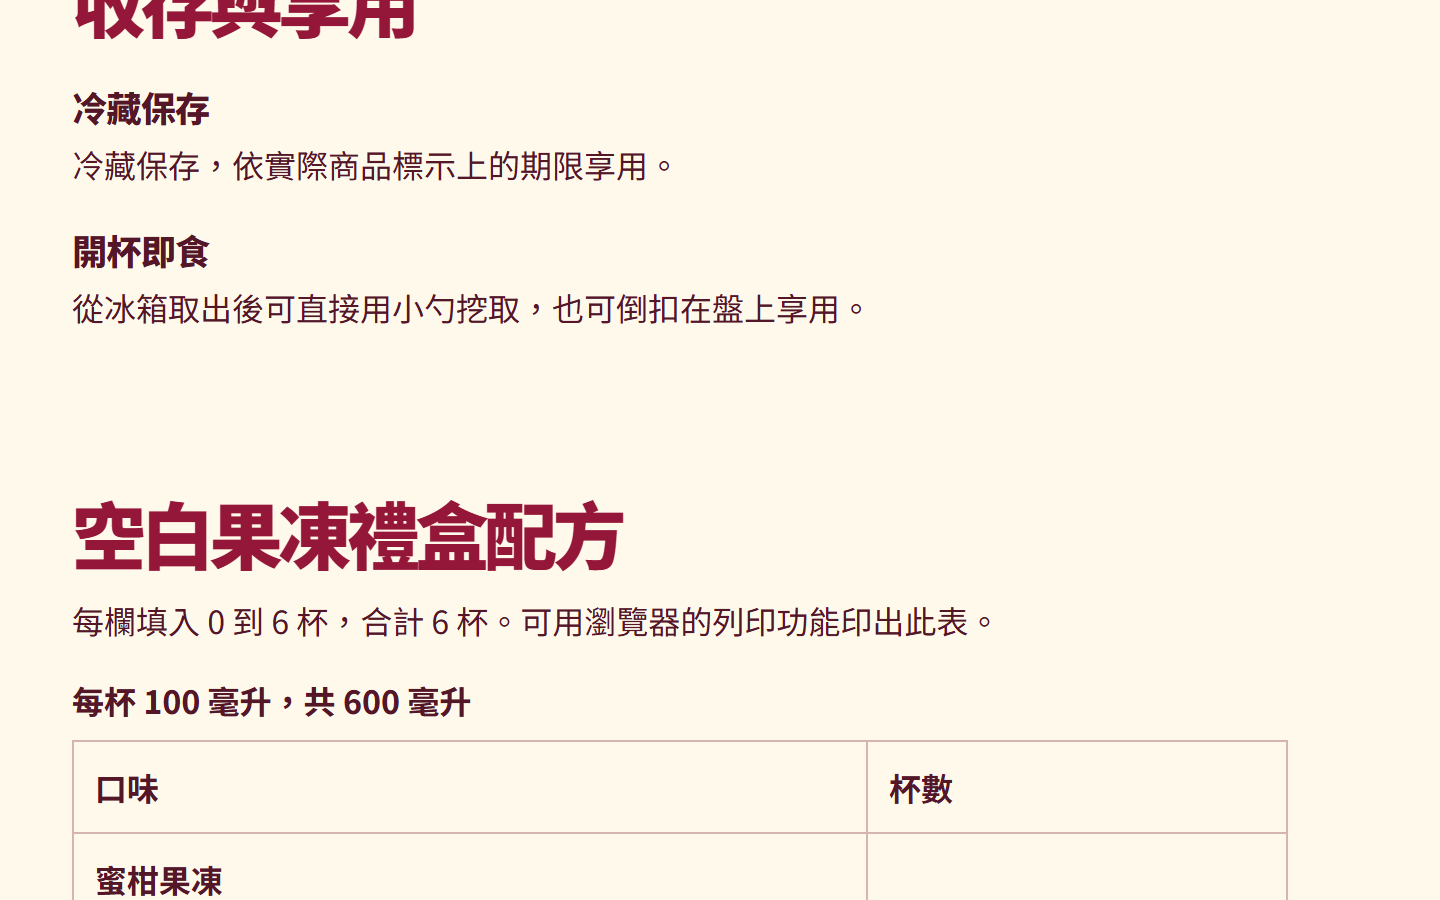 收存與享用
冷藏保存
冷藏保存，依實際商品標示上的期限享用。
開杯即食
從冰箱取出後可直接用小勺挖取，也可倒扣在盤上享用。
空白果凍禮盒配方
每欄填入 0 到 6 杯，合計 6 杯。可用瀏覽器的列印功能印出此表。
每杯 100 毫升，共 600 毫升
口味
杯數
蜜柑果凍